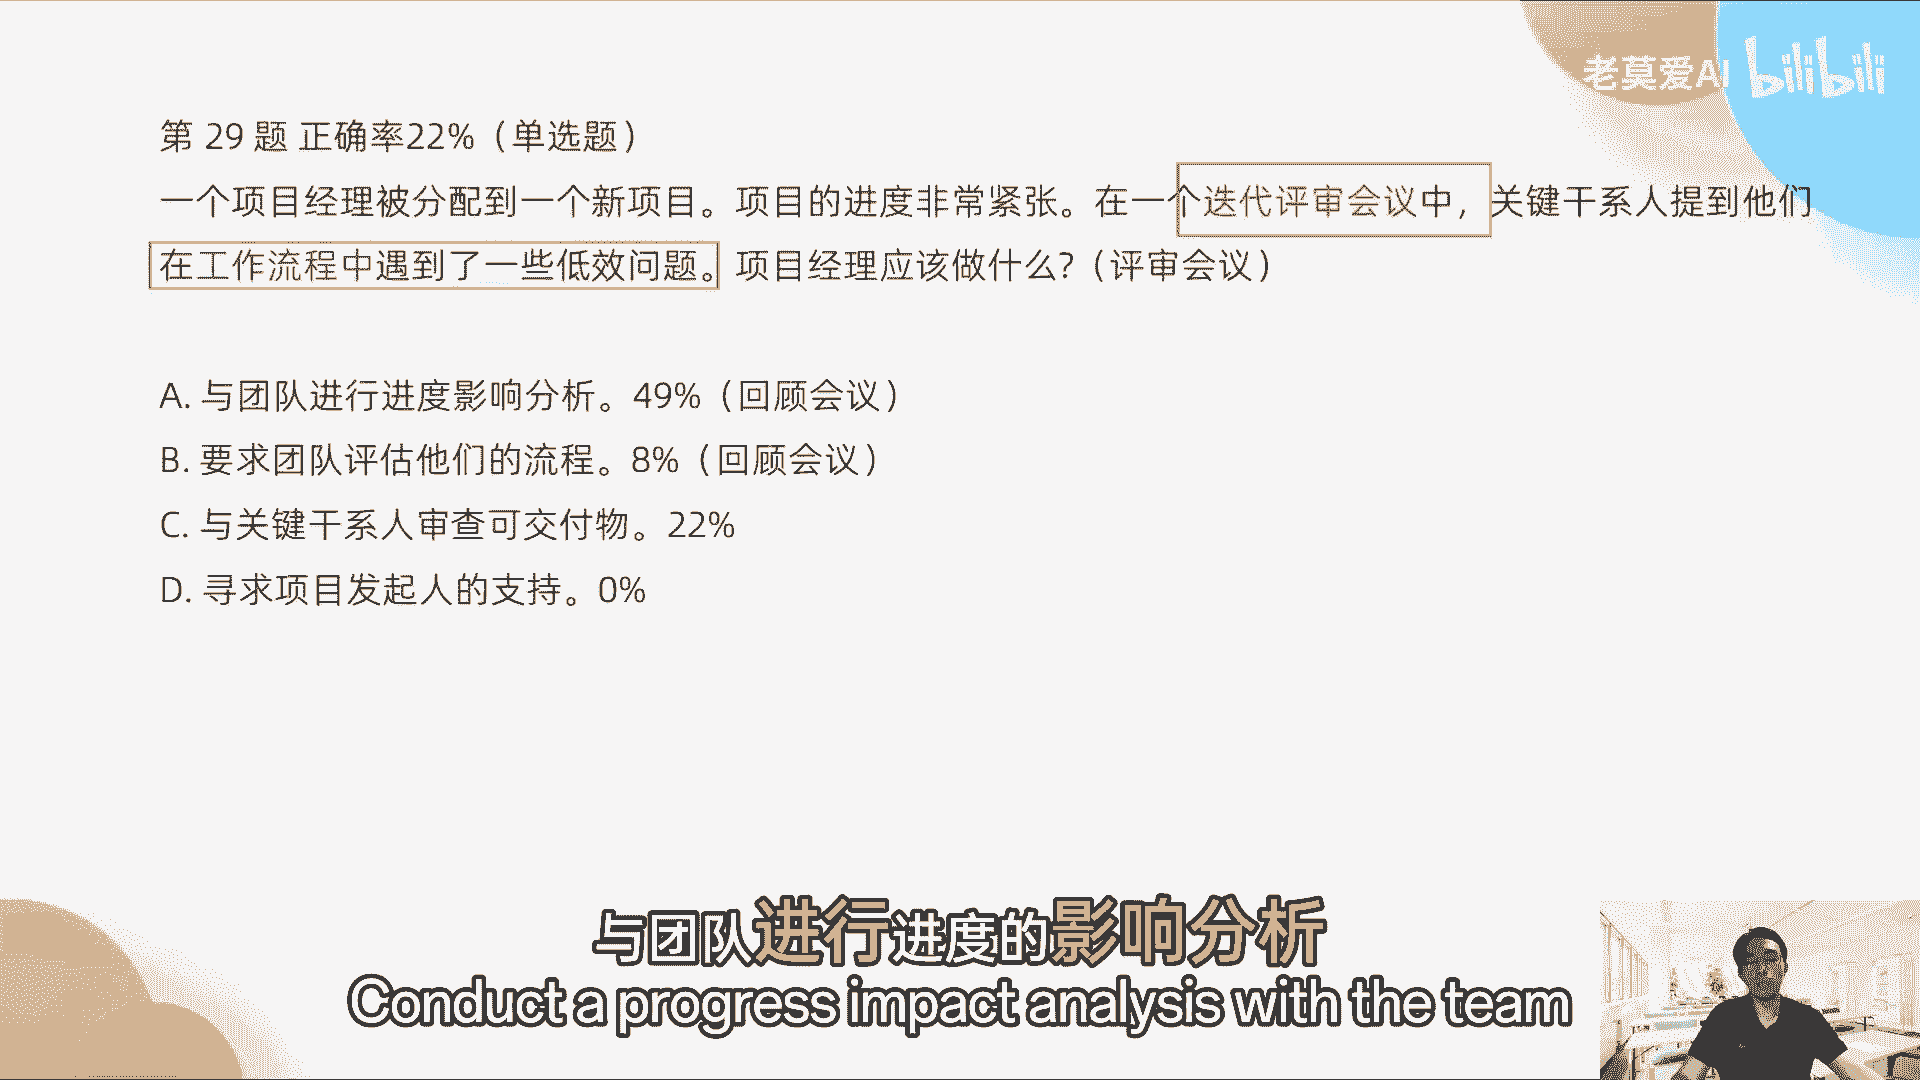 老莫爱AI bilibili
第 29 题 正确率22%（单选题）
一个项目经理被分配到一个新项目。项目的进度非常紧张。在一个迭代评审会议中，关键干系人提到他们
在工作流程中遇到了一些低效问题。项目经理应该做什么?（评审会议）
A. 与团队进行进度影响分析。49%（回顾会议）
B. 要求团队评估他们的流程。8%（回顾会议）
C. 与关键干系人审查可交付物。22%
D. 寻求项目发起人的支持。0%
与团队进行进度的影响分析
Conduct a progress impact analysis with the team